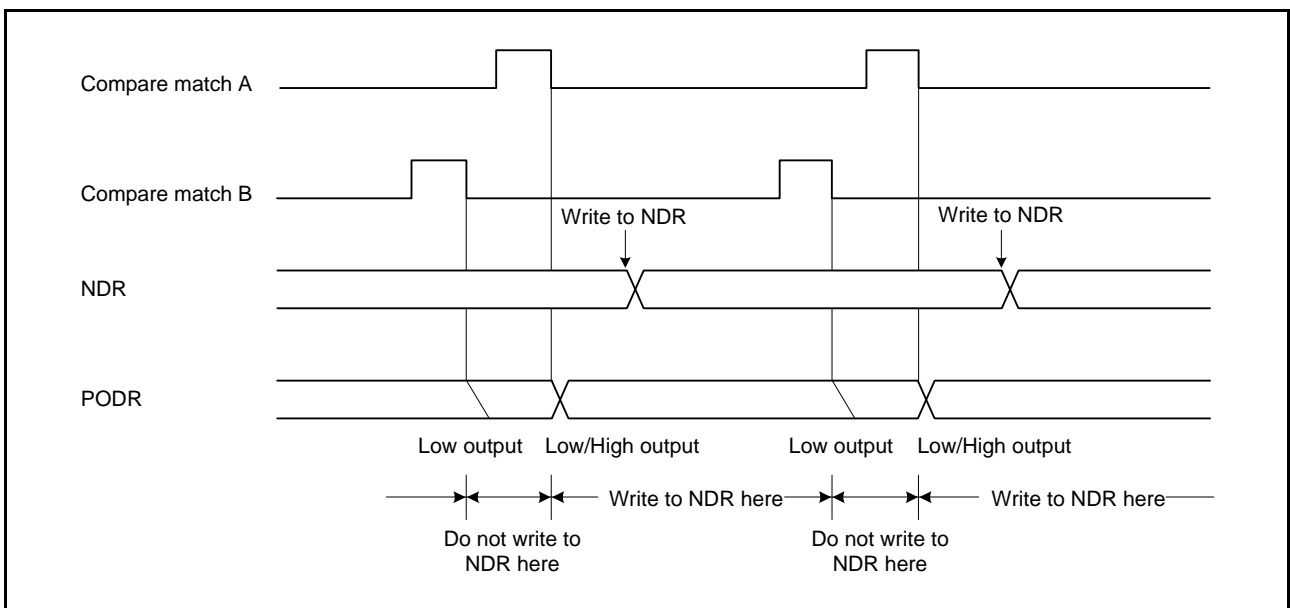 Compare match A
Compare match B
Write to NDR
Write to NDR
NDR
PODR
Low output
Low/High output
Low output
Low/High output
Write to NDR here
Write to NDR here
Do not write to
NDR here
Do not write to
NDR here